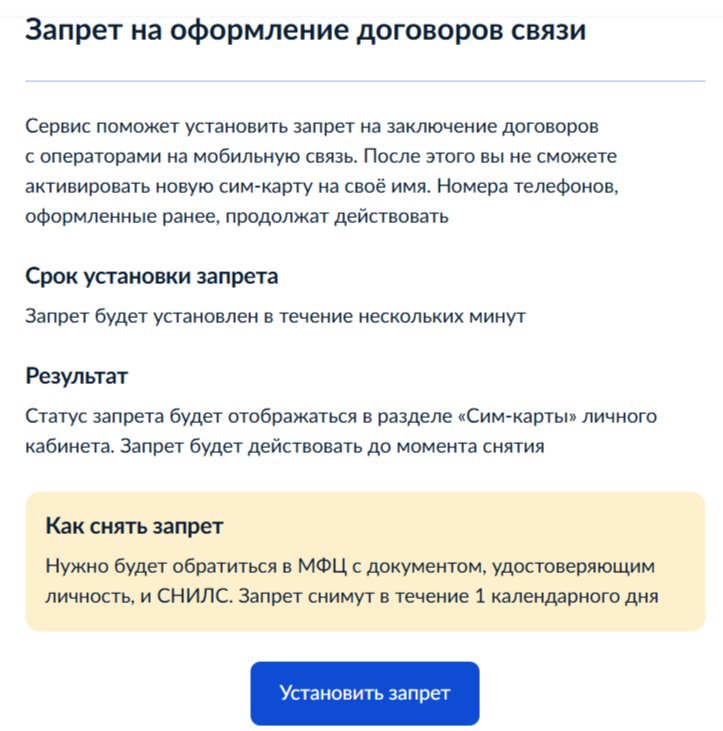 Запрет на оформление договоров связи
Сервис поможет установить запрет на заключение договоров
с операторами на мобильную связь. После этого вы не сможете
активировать новую сим-карту на своё имя. Номера телефонов,
оформленные ранее, продолжат действовать
Срок установки запрета
Запрет будет установлен в течение нескольких минут
Результат
Статус запрета будет отображаться в разделе «Сим-карты» личного
кабинета. Запрет будет действовать до момента снятия
Как снять запрет
Нужно будет обратиться в МФЦ с документом, удостоверяющим
личность, и СНИЛС. Запрет снимут в течение 1 календарного дня
Установить запрет